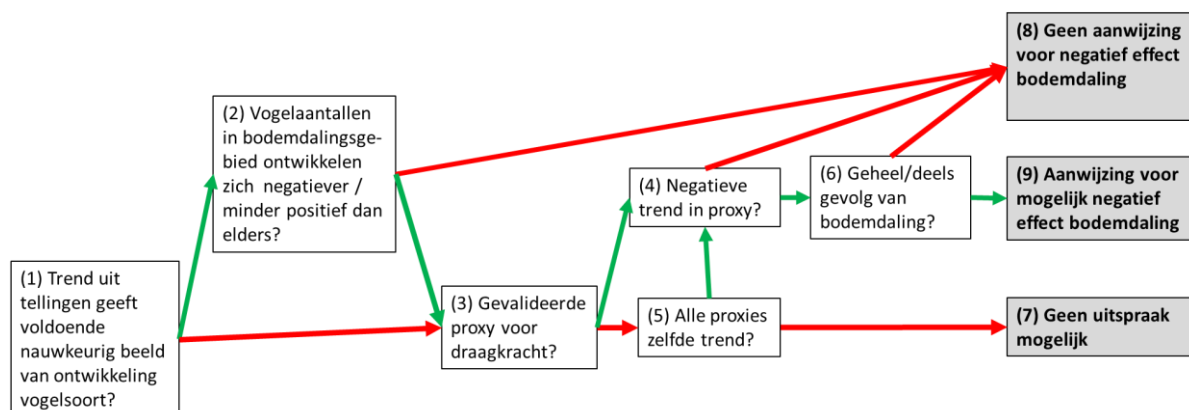 (1) Trend uit
tellingen geeft
voldoende
nauwkeurig beeld
van ontwikkeling
vogelsoort?
(2) Vogelaantallen
in bodemdalingsge-
bied ontwikkelen
zich negatiever /
minder positief dan
elders?
(3) Gevalideerde
proxy voor
draagkracht?
(4) Negatieve
trend in proxy?
(5) Alle proxies
zelfde trend?
(6) Geheel/deels
gevolg van
bodemdaling?
(7) Geen uitspraak
mogelijk
(8) Geen aanwijzing
voor negatief effect
bodemdaling
(9) Aanwijzing voor
mogelijk negatief
effect bodemdaling